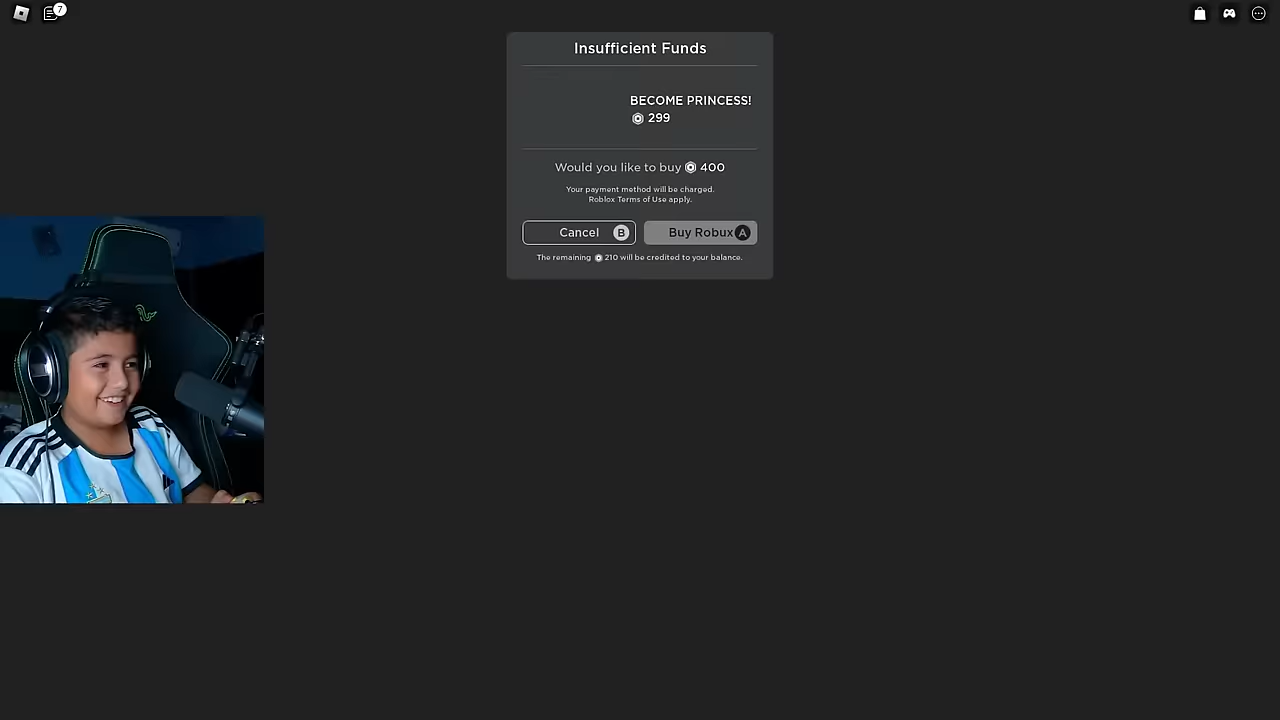 7
Insufficient Funds
BECOME PRINCESS!
299
Would you like to buy 400
Your payment method will be charged.
Roblox Terms of Use apply.
Cancel B
Buy Robux A
The remaining 210 will be credited to your balance.